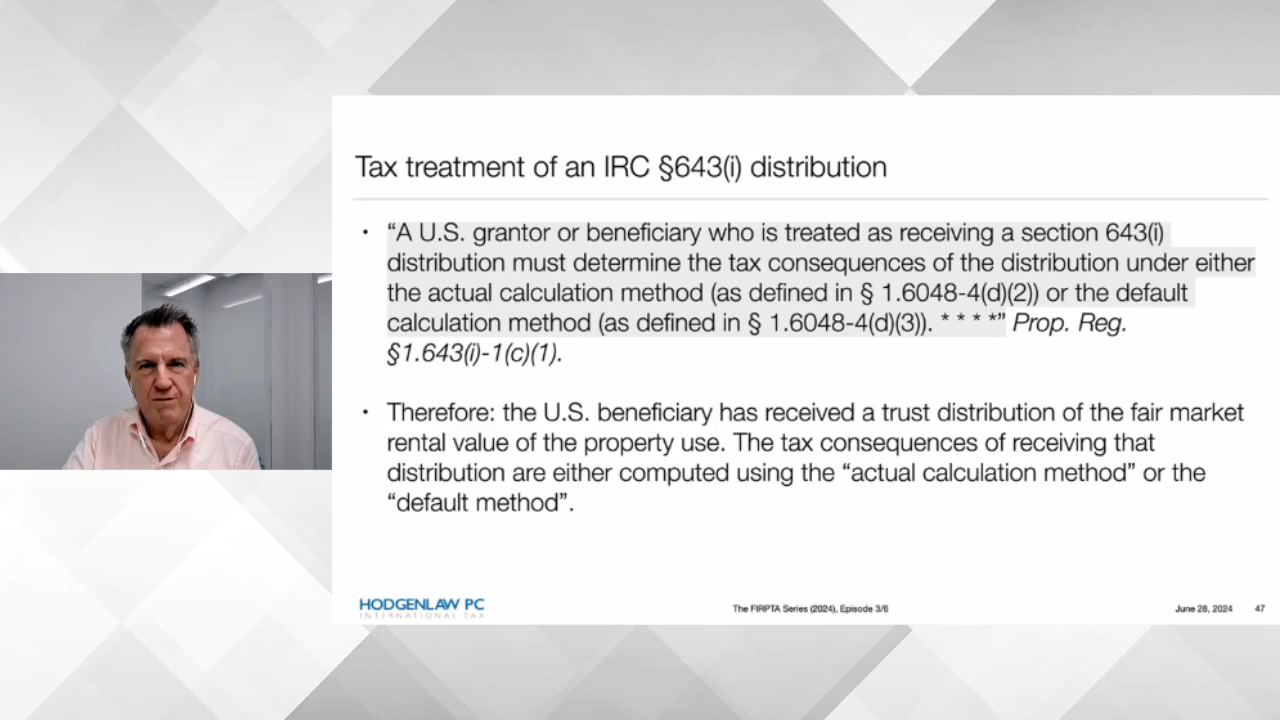 Tax treatment of an IRC §643(i) distribution
• “A U.S. grantor or beneficiary who is treated as receiving a section 643(i)
distribution must determine the tax consequences of the distribution under either
the actual calculation method (as defined in § 1.6048-4(d)(2)) or the default
calculation method (as defined in § 1.6048-4(d)(3)). * * * *” Prop. Reg.
§1.643(i)-1(c)(1).
• Therefore: the U.S. beneficiary has received a trust distribution of the fair market
rental value of the property use. The tax consequences of receiving that
distribution are either computed using the “actual calculation method” or the
“default method”.
HODGENLAW PC
INTERNATIONAL TAX
The FIRPTA Series (2024), Episode 3/6
June 28, 2024 47